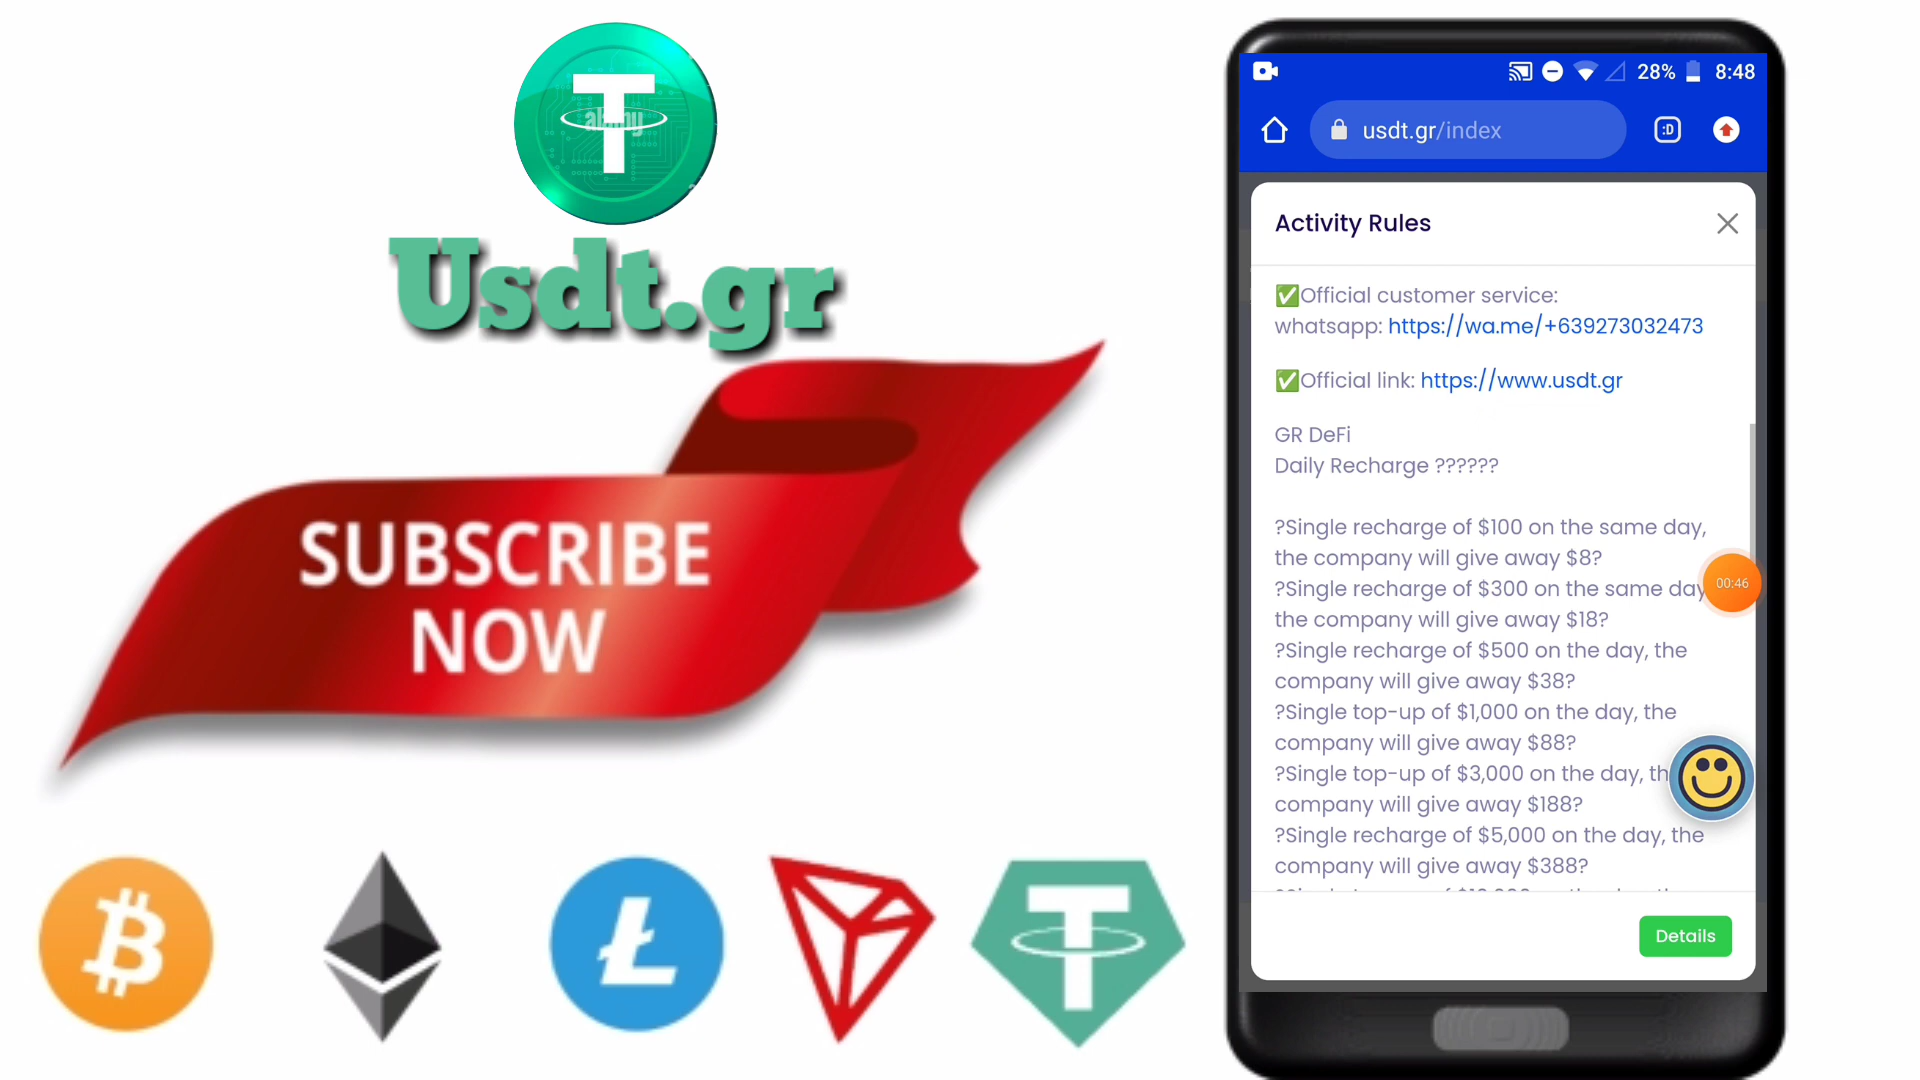 alamy
Usdt.gr
SUBSCRIBE
NOW
28% 8:48
usdt.gr/index
:D
Activity Rules
✅Official customer service:
whatsapp: https://wa.me/+639273032473
✅Official link: https://www.usdt.gr
GR DeFi
Daily Recharge ??????
?Single recharge of $100 on the same day,
the company will give away $8?
?Single recharge of $300 on the same day
the company will give away $18?
?Single recharge of $500 on the day, the
company will give away $38?
?Single top-up of $1,000 on the day, the
company will give away $88?
?Single top-up of $3,000 on the day, th
company will give away $188?
?Single recharge of $5,000 on the day, the
company will give away $388?
00:46
Details